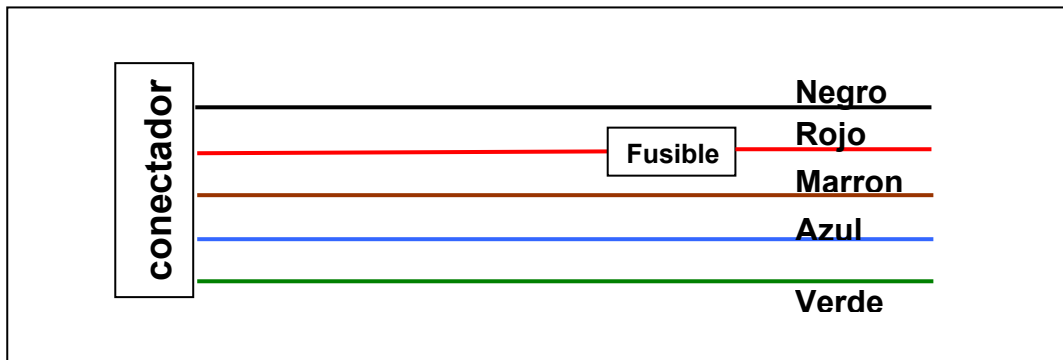 conectador
Negro
Rojo
Fusible
Marron
Azul
Verde